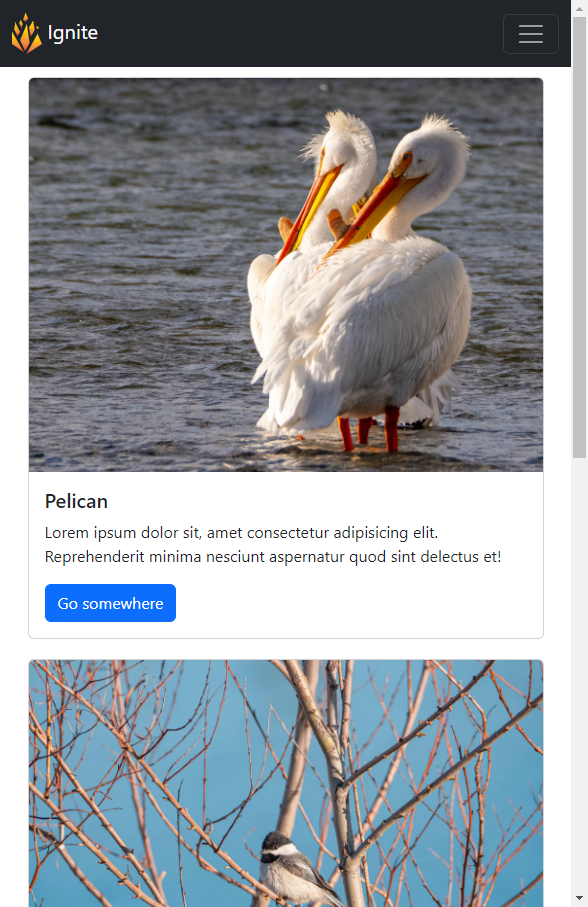 Ignite
Pelican
Lorem ipsum dolor sit, amet consectetur adipisicing elit.
Reprehenderit minima nesciunt aspernatur quod sint delectus et!
Go somewhere